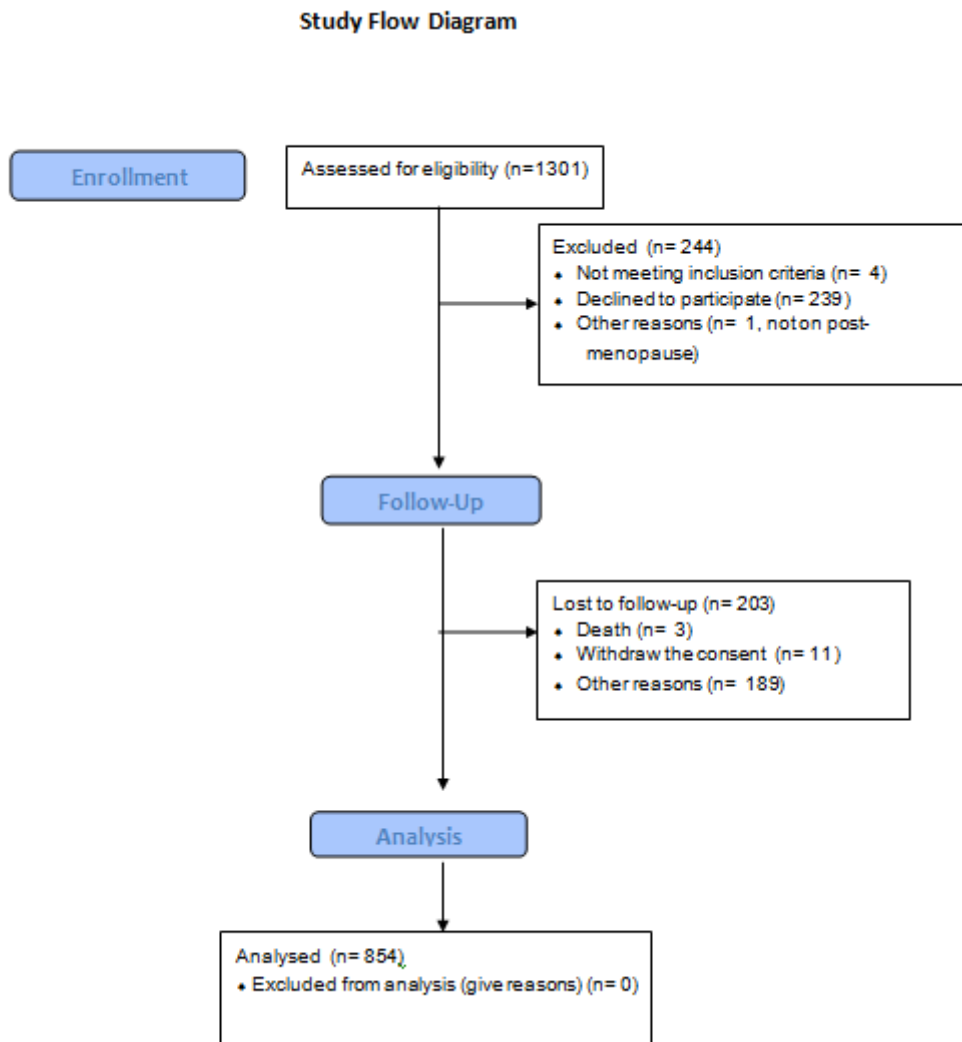 Study Flow Diagram
Enrollment
Assessed for eligibility (n=1301)
Excluded (n= 244)
⬥ Not meeting inclusion criteria (n= 4)
⬥ Declined to participate (n= 239)
⬥ Other reasons (n= 1, not on post-
menopause)
Follow-Up
Lost to follow-up (n= 203)
⬥ Death (n= 3)
⬥ Withdraw the consent (n= 11)
⬥ Other reasons (n= 189)
Analysis
Analysed (n= 854)
⬥ Excluded from analysis (give reasons) (n= 0)